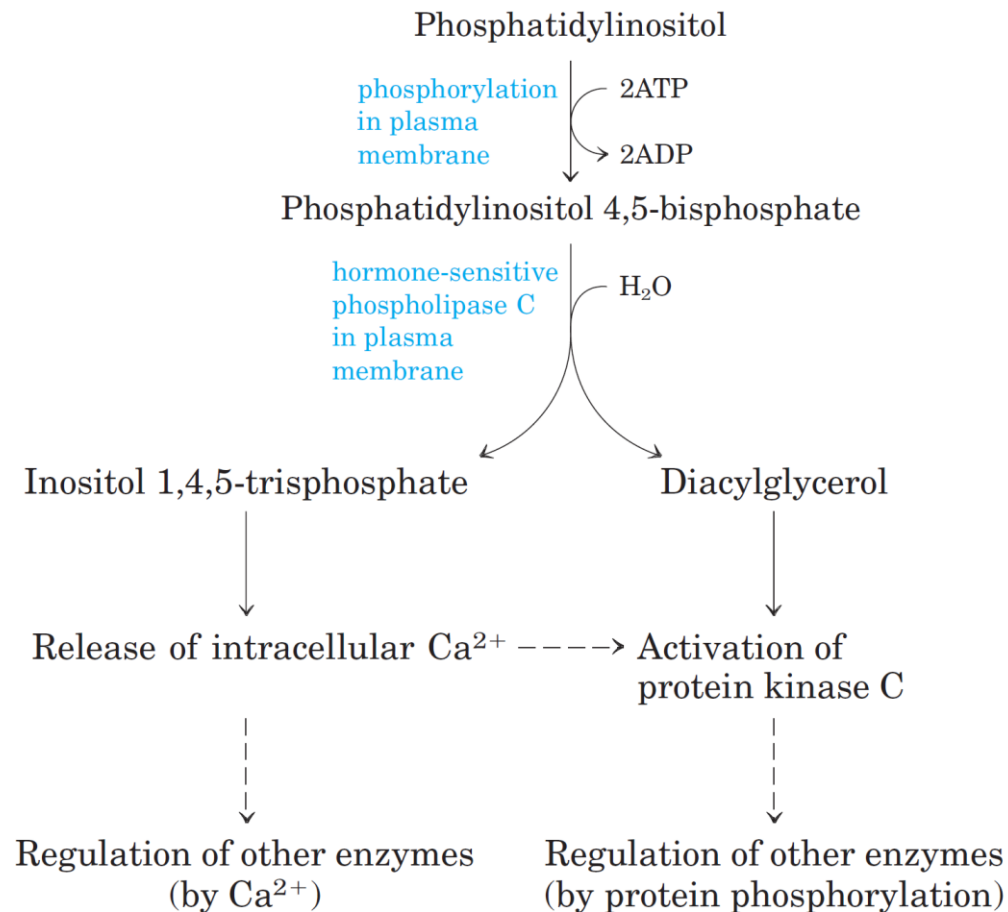 Phosphatidylinositol
phosphorylation
in plasma
membrane
2ATP
2ADP
Phosphatidylinositol 4,5-bisphosphate
hormone-sensitive
phospholipase C
in plasma
membrane
H₂O
Inositol 1,4,5-trisphosphate
Diacylglycerol
Release of intracellular Ca²⁺
Activation of
protein kinase C
Regulation of other enzymes
(by Ca²⁺)
Regulation of other enzymes
(by protein phosphorylation)